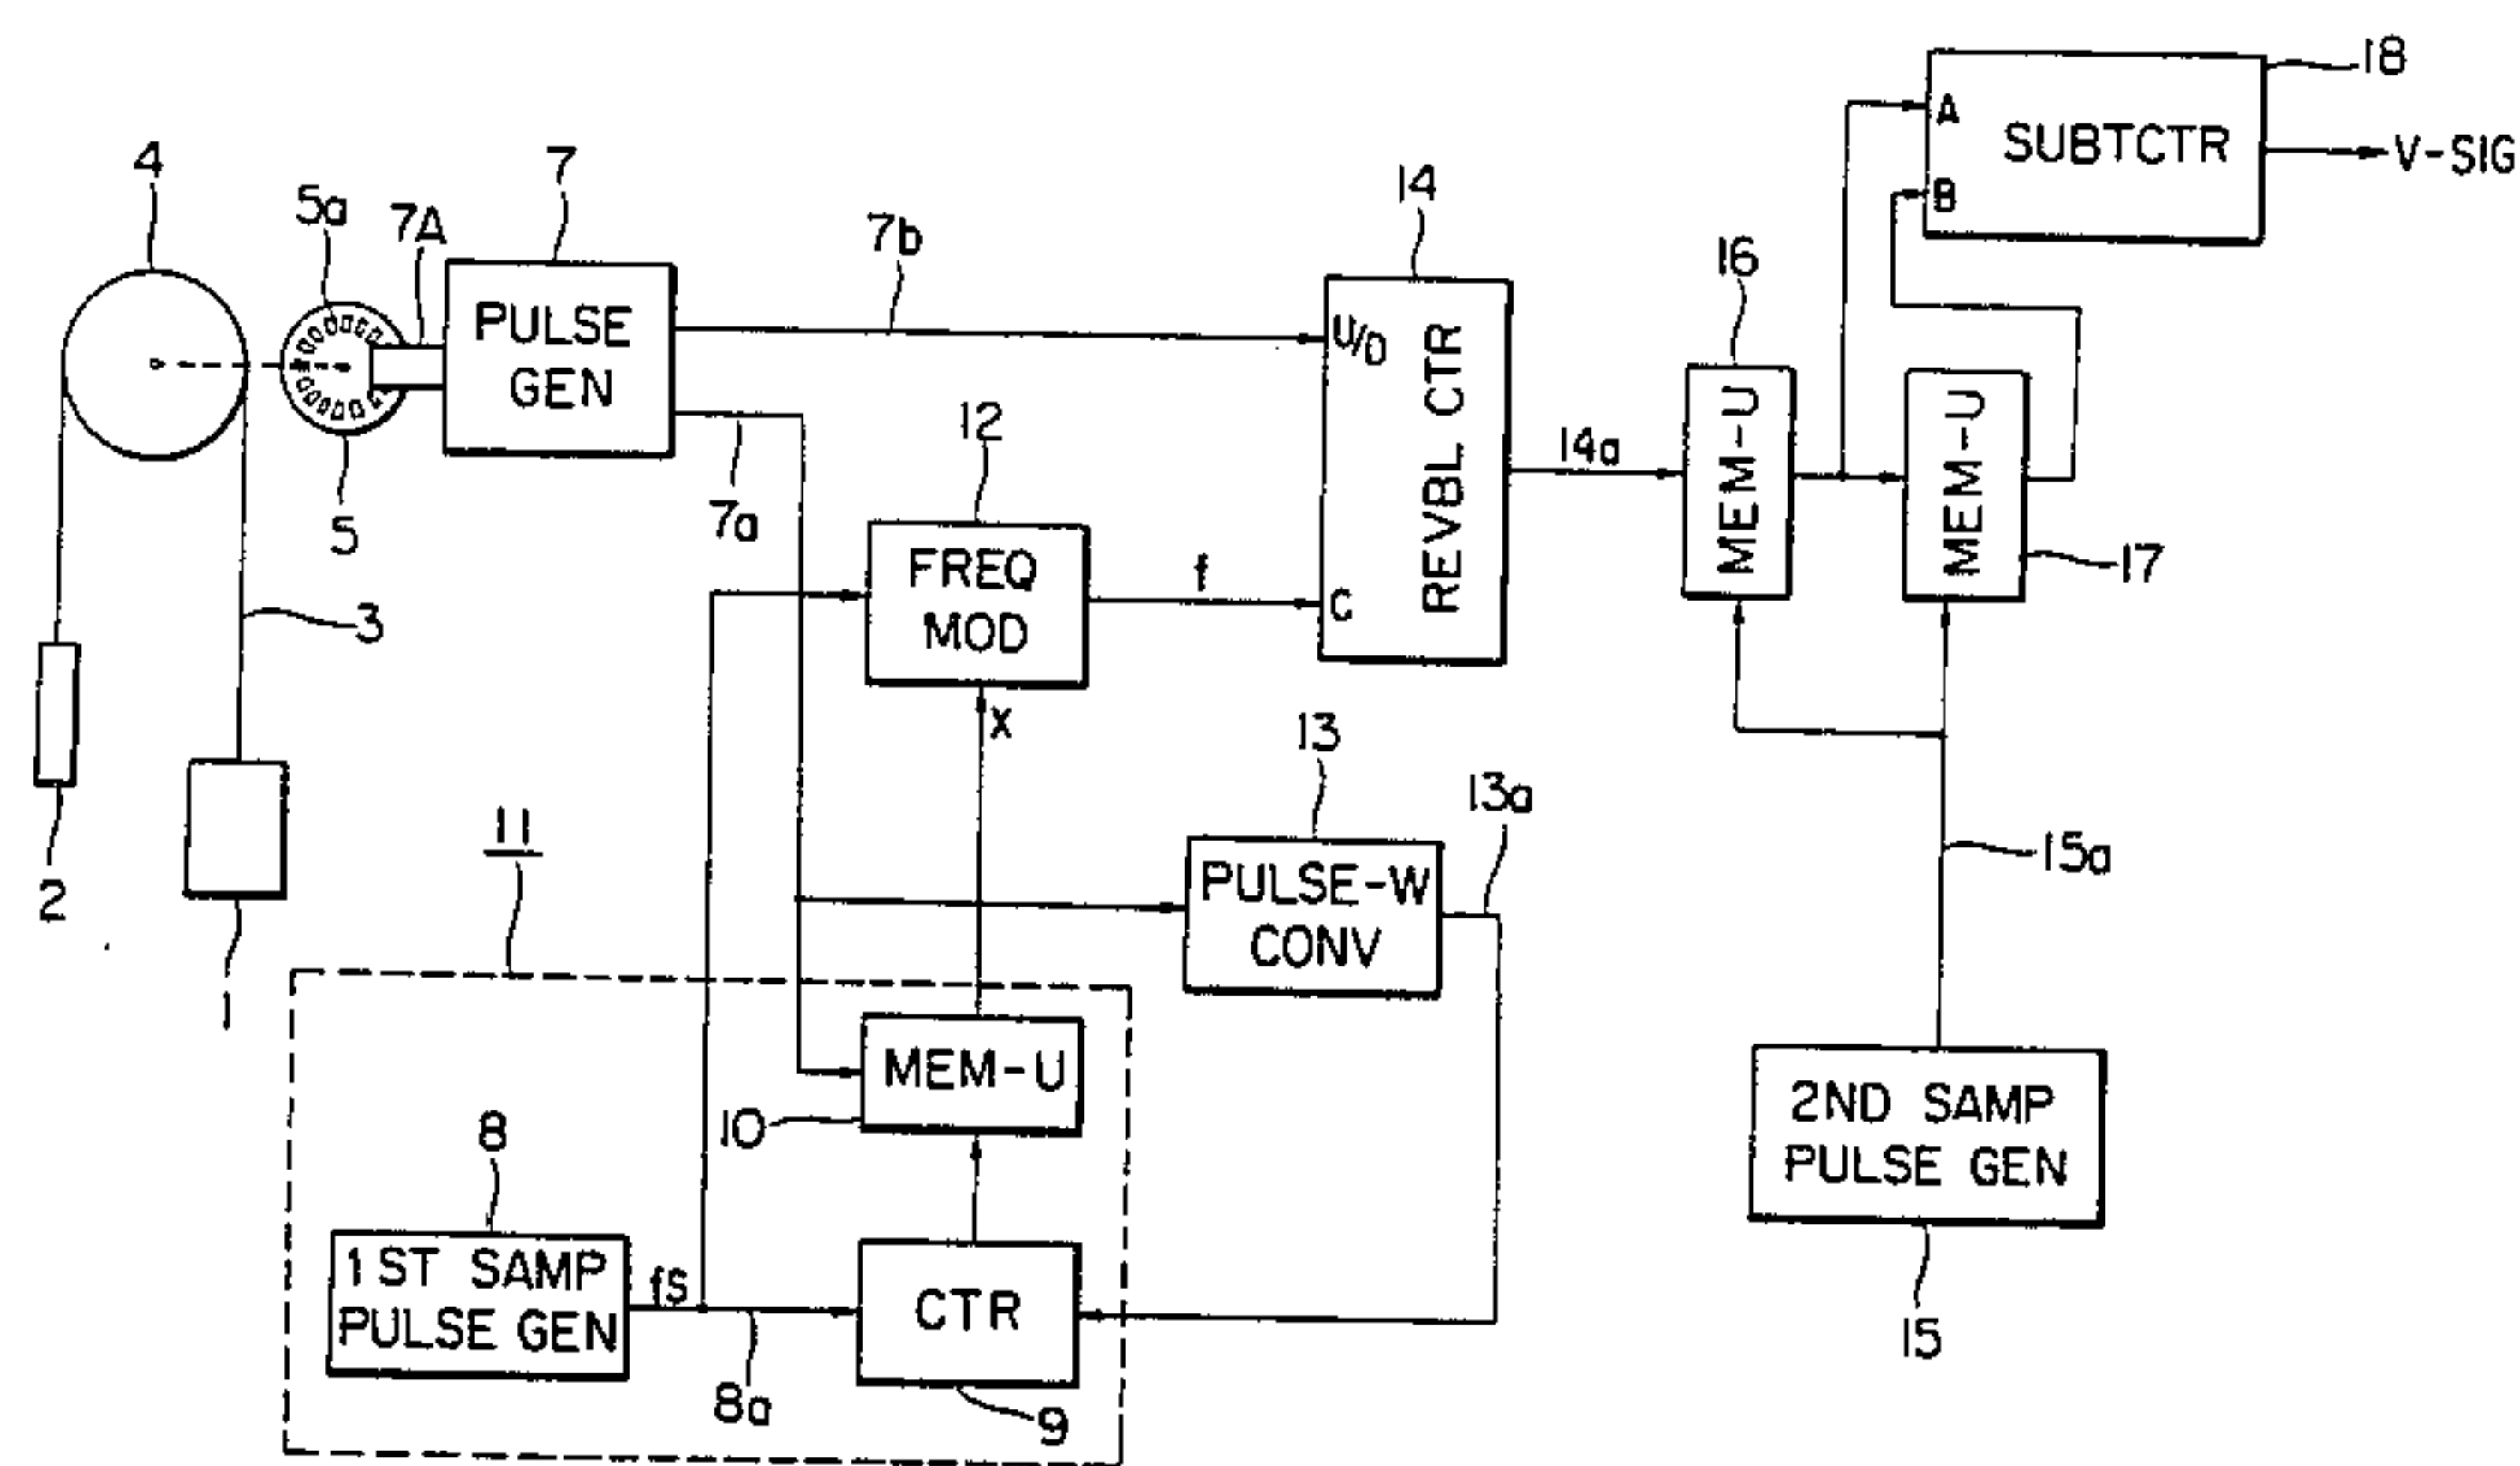 18
A
SUBTCTR
V-SIG
B
4
7
5a
7A
7b
14
16
PULSE
GEN
U/D
REVBL CTR
12
14a
MEM-U
MEM-U
5
7a
FREQ
MOD
f
C
17
3
X
13
13a
11
PULSE-W
CONV
15a
2
1
MEM-U
10
2ND SAMP
PULSE GEN
8
1ST SAMP
PULSE GEN
fS
CTR
15
8a
9